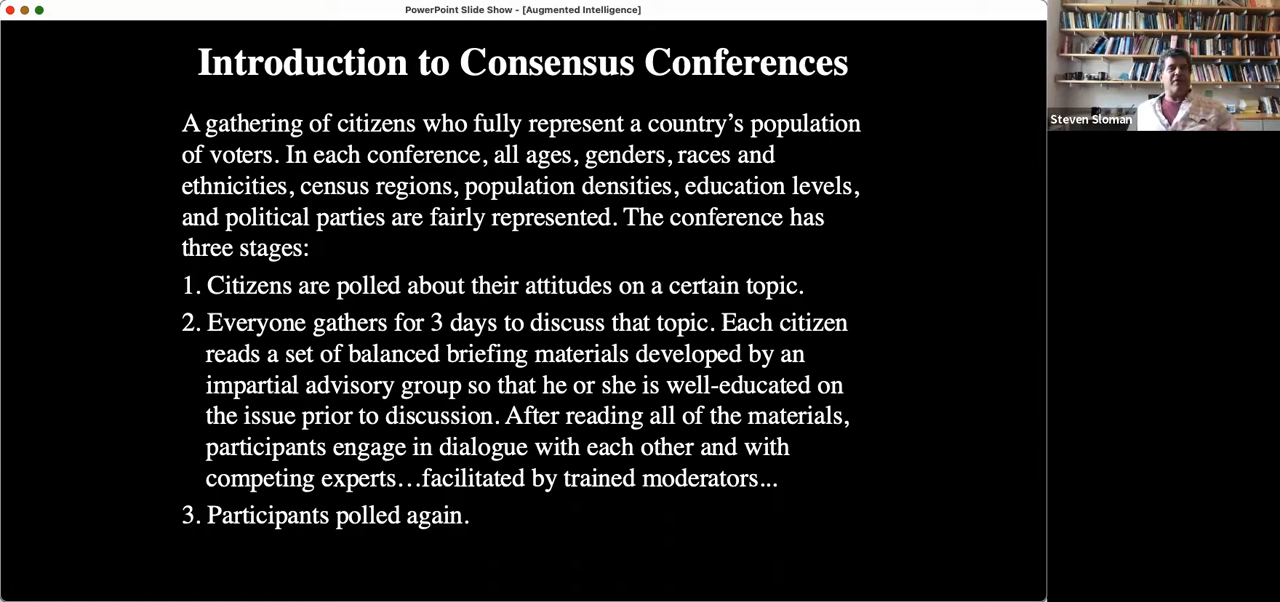 PowerPoint Slide Show - [Augmented Intelligence]
Introduction to Consensus Conferences
A gathering of citizens who fully represent a country’s population
of voters. In each conference, all ages, genders, races and
ethnicities, census regions, population densities, education levels,
and political parties are fairly represented. The conference has
three stages:
1. Citizens are polled about their attitudes on a certain topic.
2. Everyone gathers for 3 days to discuss that topic. Each citizen
reads a set of balanced briefing materials developed by an
impartial advisory group so that he or she is well-educated on
the issue prior to discussion. After reading all of the materials,
participants engage in dialogue with each other and with
competing experts…facilitated by trained moderators...
3. Participants polled again.
Steven Sloman